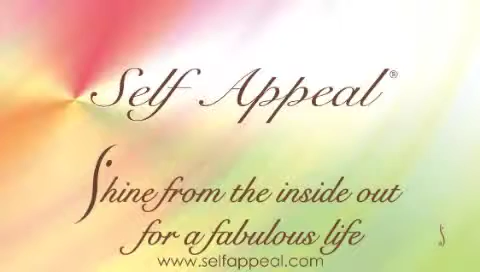 Self Appeal®
Shine from the inside out
for a fabulous life
www.selfappeal.com